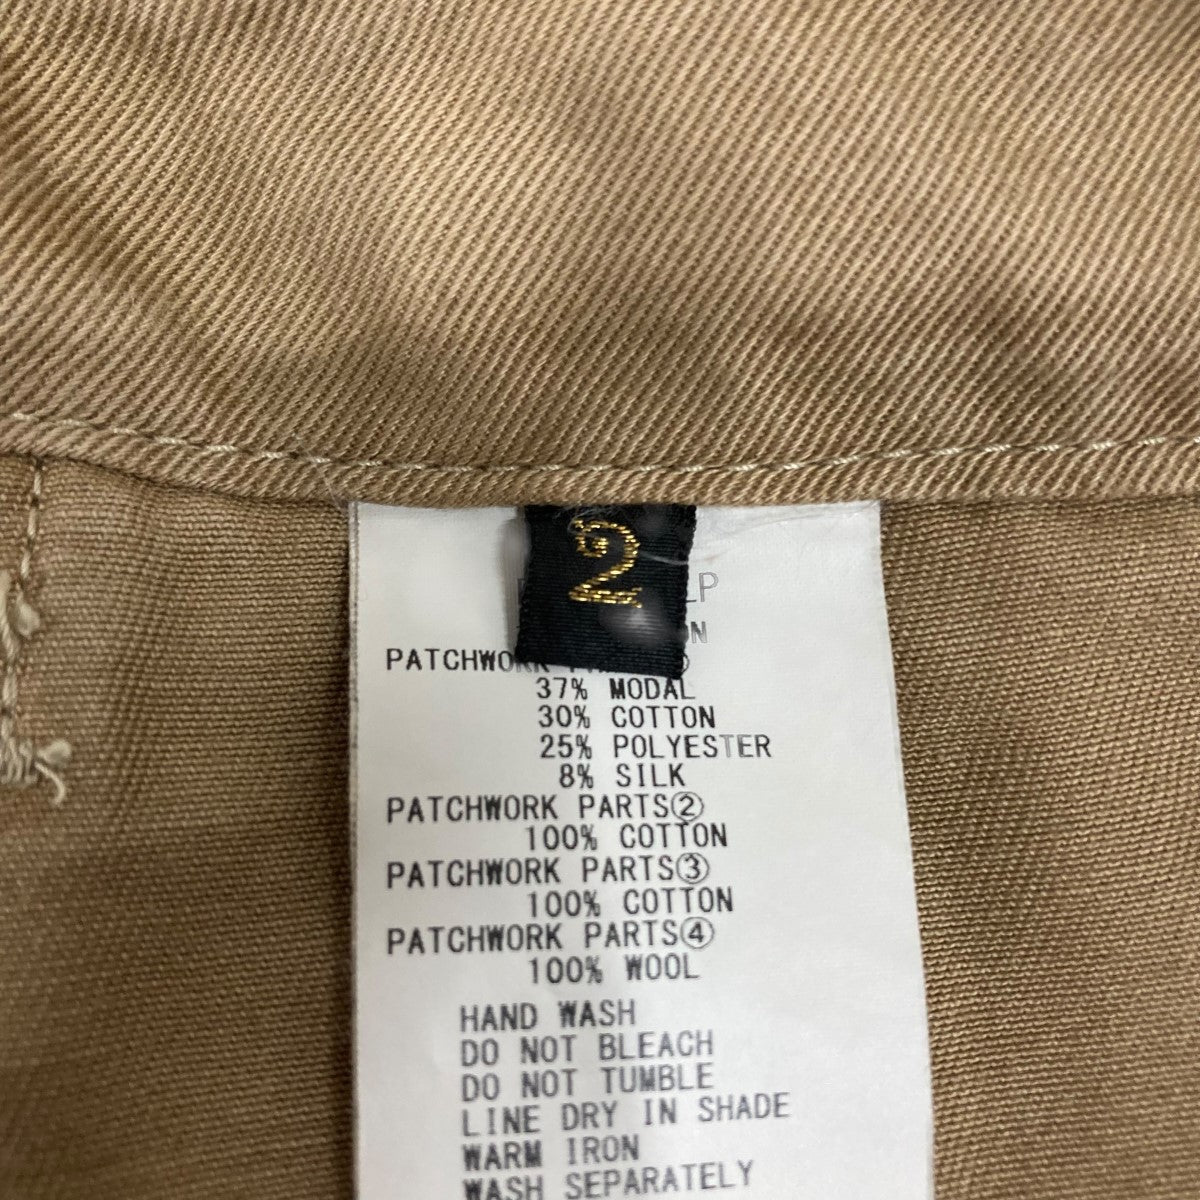 2
LP
PATCHWORK
37% MODAL
30% COTTON
25% POLYESTER
8% SILK
PATCHWORK PARTS②
100% COTTON
PATCHWORK PARTS③
100% COTTON
PATCHWORK PARTS④
100% WOOL
HAND WASH
DO NOT BLEACH
DO NOT TUMBLE
LINE DRY IN SHADE
WARM IRON
WASH SEPARATELY